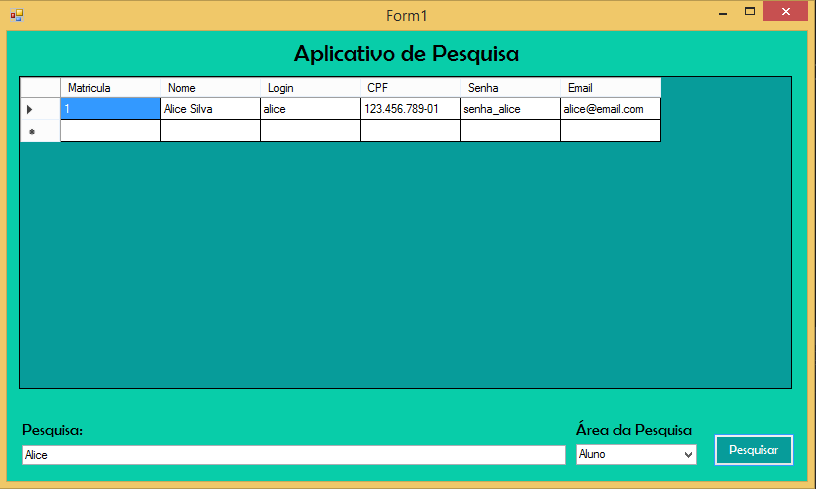 Form1
Aplicativo de Pesquisa
Matricula Nome Login CPF Senha Email
1 Alice Silva alice 123.456.789-01 senha_alice alice@email.com
Pesquisa: Área da Pesquisa
Alice Aluno Pesquisar